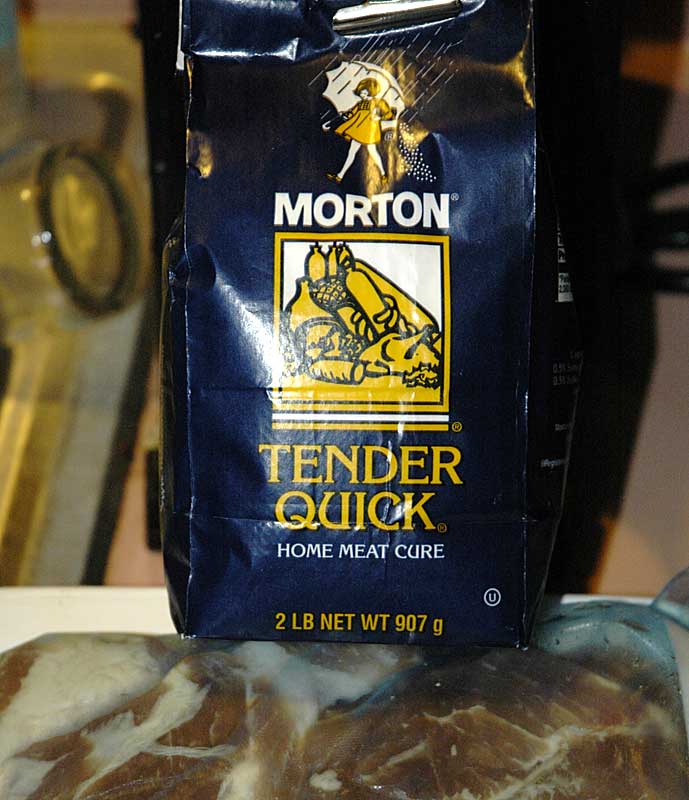 MORTON®
®
TENDER
QUICK®
HOME MEAT CURE
U
2 LB NET WT 907 g